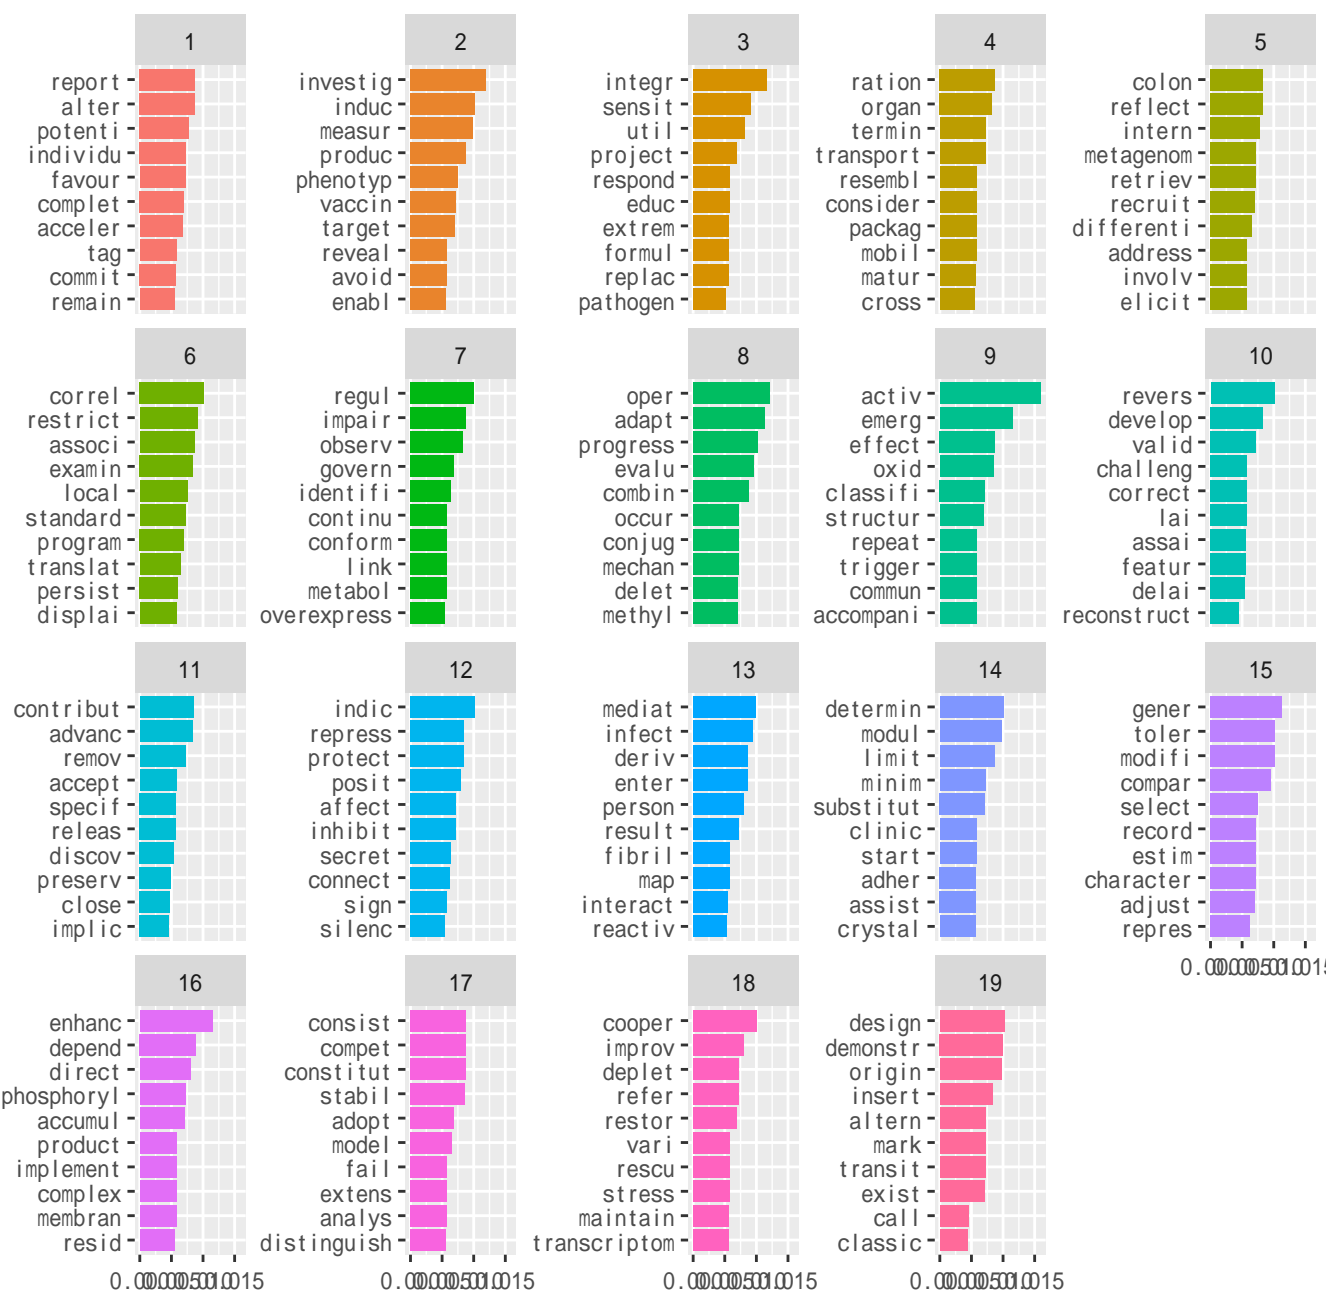 1
report
alter
potenti
individu
favour
complet
acceler
tag
commit
remain
2
investig
induc
measur
produc
phenotyp
vaccin
target
reveal
avoid
enabl
3
integr
sensit
util
project
respond
educ
extrem
formul
replac
pathogen
4
ration
organ
termin
transport
resembl
consider
packag
mobil
matur
cross
5
colon
reflect
intern
metagenom
retriev
recruit
differenti
address
involv
elicit
6
correl
restrict
associ
examin
local
standard
program
translat
persist
displai
7
regul
impair
observ
govern
identifi
continu
conform
link
metabol
overexpress
8
oper
adapt
progress
evalu
combin
occur
conjug
mechan
delet
methyl
9
activ
emerg
effect
oxid
classifi
structur
repeat
trigger
commun
accompani
10
revers
develop
valid
challeng
correct
lai
assai
featur
delai
reconstruct
11
contribut
advanc
remov
accept
specif
releas
discov
preserv
close
implic
12
indic
repress
protect
posit
affect
inhibit
secret
connect
sign
silenc
13
mediat
infect
deriv
enter
person
result
fibril
map
interact
reactiv
14
determin
modul
limit
minim
substitut
clinic
start
adher
assist
crystal
15
gener
toler
modifi
compar
select
record
estim
character
adjust
repres
16
enhanc
depend
direct
phosphoryl
accumul
product
implement
complex
membran
resid
17
consist
compet
constitut
stabil
adopt
model
fail
extens
analys
distinguish
18
cooper
improv
deplet
refer
restor
vari
rescu
stress
maintain
transcriptom
19
design
demonstr
origin
insert
altern
mark
transit
exist
call
classic